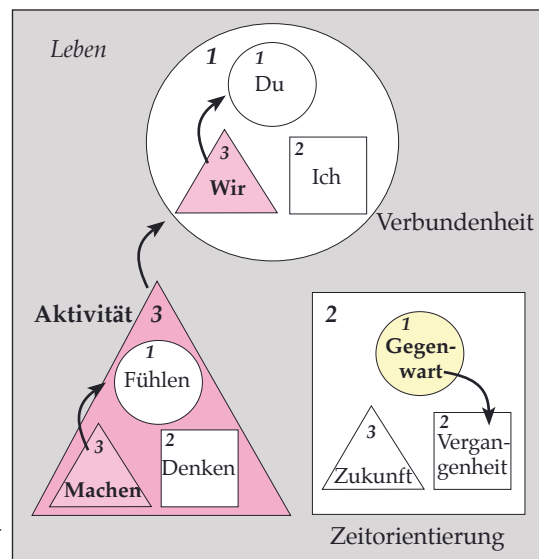 Leben
1
1
Du
3
Wir
2
Ich
Verbundenheit
Aktivität
3
1
Fühlen
3
Machen
2
Denken
2
1
Gegen-
wart
3
Zukunft
2
Vergan-
genheit
Zeitorientierung